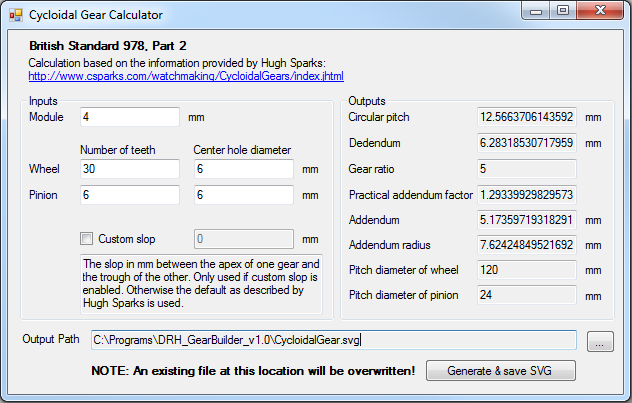 Cycloidal Gear Calculator
British Standard 978, Part 2
Calculation based on the information provided by Hugh Sparks:
http://www.csparks.com/watchmaking/CycloidalGears/index.jhtml
Inputs
Module 4 mm
Number of teeth Center hole diameter
Wheel 30 6 mm
Pinion 6 6 mm
Custom slop 0 mm
The slop in mm between the apex of one gear and
the trough of the other. Only used if custom slop is
enabled. Otherwise the default as described by
Hugh Sparks is used.
Outputs
Circular pitch 12.5663706143592 mm
Dedendum 6.28318530717959 mm
Gear ratio 5
Practical addendum factor 1.29339929829573
Addendum 5.17359719318291 mm
Addendum radius 7.62424849521692 mm
Pitch diameter of wheel 120 mm
Pitch diameter of pinion 24 mm
Output Path C:\Programs\DRH_GearBuilder_v1.0\CycloidalGear.svg ...
NOTE: An existing file at this location will be overwritten! Generate & save SVG